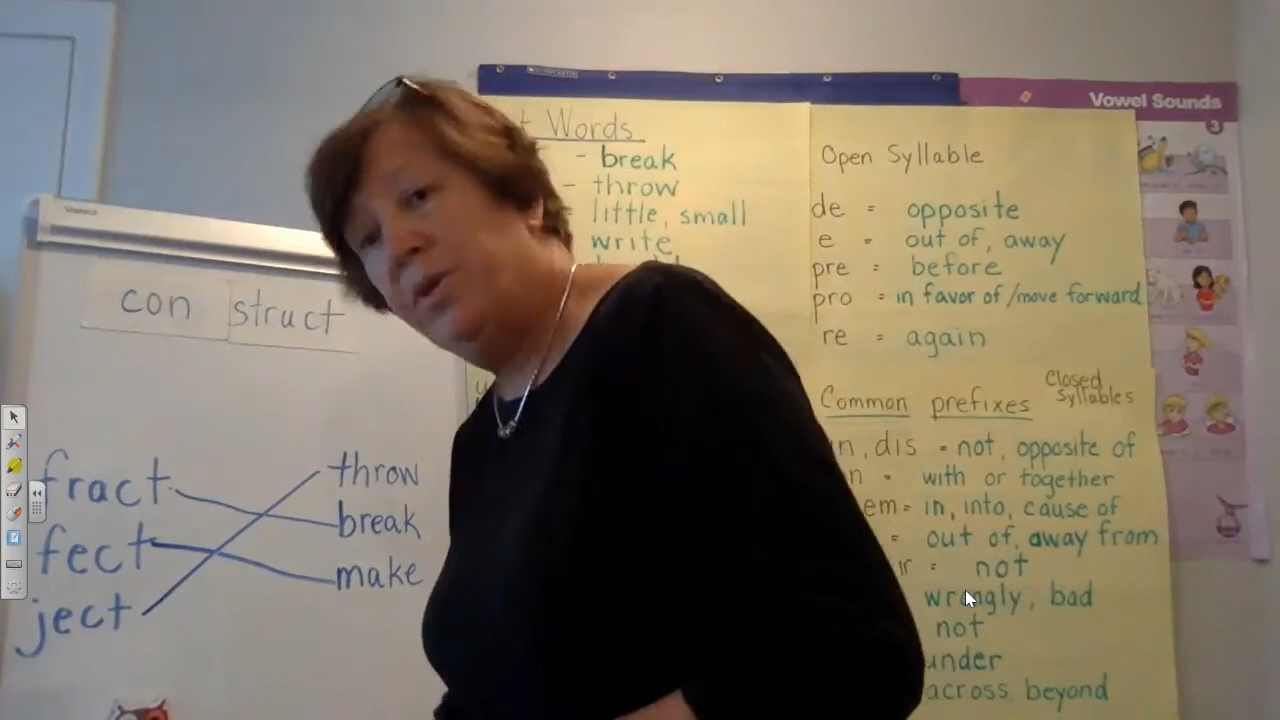 con struct
fract throw
fect break
ject make
SCHOLASTIC
t Words
- break
- throw
= little, small
write
Open Syllable
de = opposite
e = out of, away
pre = before
pro = in favor of/move forward
re = again
Common prefixes Closed Syllables
n, dis = not, opposite of
n = with or together
em = in, into, cause of
= out of, away from
ir = not
wrongly, bad
not
under
across beyond
Vowel Sounds
3